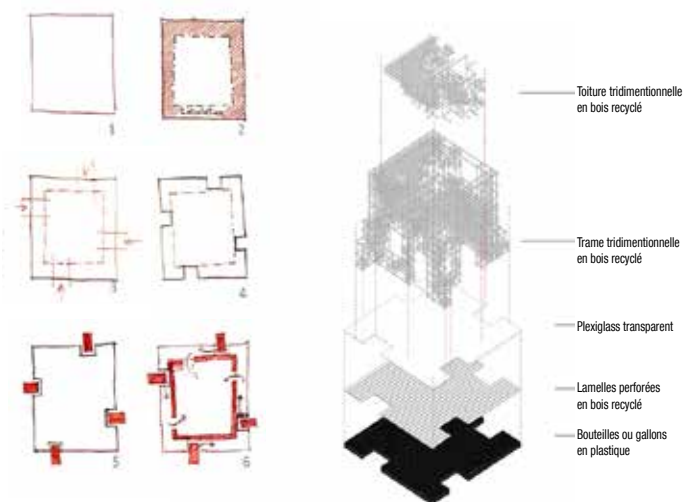 1
2
3
4
5
6
Toiture tridimentionnelle
en bois recyclé
Trame tridimentionnelle
en bois recyclé
Plexiglass transparent
Lamelles perforées
en bois recyclé
Bouteilles ou gallons
en plastique